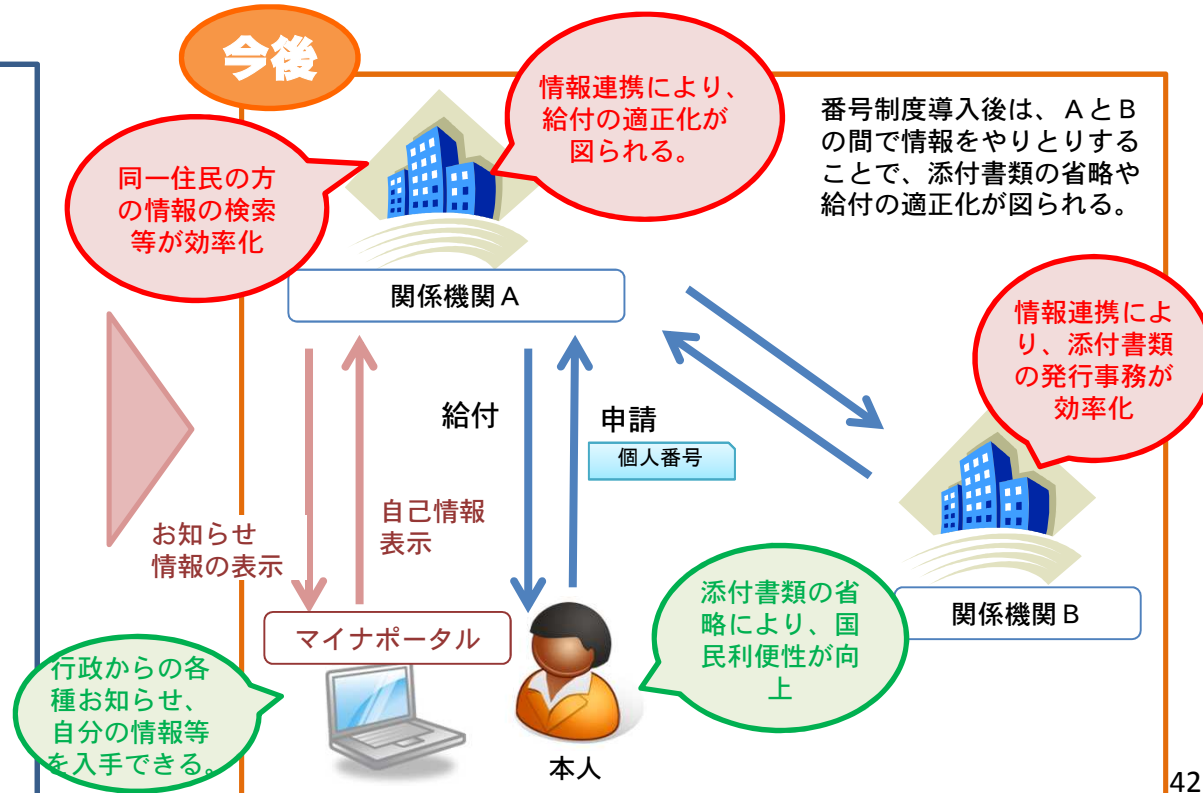 今後
情報連携により、
給付の適正化が
図られる。
番号制度導入後は、AとB
の間で情報をやりとりする
ことで、添付書類の省略や
給付の適正化が図られる。
同一住民の方
の情報の検索
等が効率化
関係機関A
情報連携によ
り、添付書類
の発行事務が
効率化
給付
申請
個人番号
自己情報
表示
お知らせ
情報の表示
関係機関B
添付書類の省
略により、国
民利便性が向
上
マイナポータル
行政からの各
種お知らせ、
自分の情報等
を入手できる。
本人
42